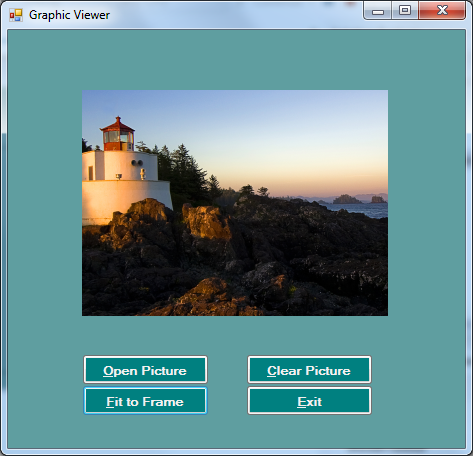 Graphic Viewer
Open Picture Clear Picture
Fit to Frame Exit